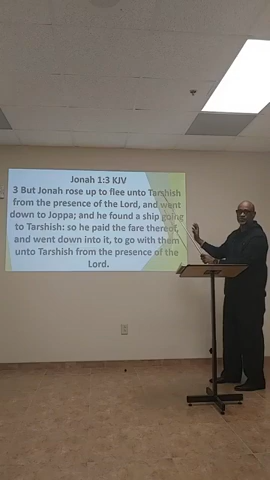 Jonah 1:3 KJV
3 But Jonah rose up to flee unto Tarshish
from the presence of the Lord, and went
down to Joppa; and he found a ship going
to Tarshish: so he paid the fare thereof,
and went down into it, to go with them
unto Tarshish from the presence of the
Lord.